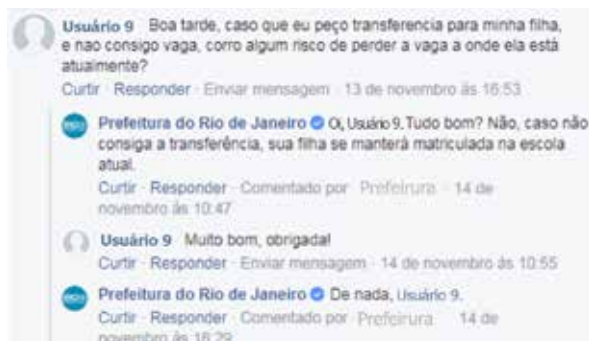 Usuário 9 Boa tarde, caso que eu peço transferencia para minha filha,
e nao consigo vaga, corro algum risco de perder a vaga a onde ela está
atualmente?
Curtir · Responder · Enviar mensagem · 13 de novembro às 16:53
Prefeitura do Rio de Janeiro Oi, Usuário 9. Tudo bom? Não, caso não
consiga a transferência, sua filha se manterá matriculada na escola
atual.
Curtir · Responder · Comentado por Prefeirura · 14 de
novembro às 10:47
Usuário 9 Muito bom, obrigada!
Curtir · Responder · Enviar mensagem · 14 de novembro às 10:55
Prefeitura do Rio de Janeiro De nada, Usuário 9.
Curtir · Responder · Comentado por Prefeirura 14 de
novembro às 16:29